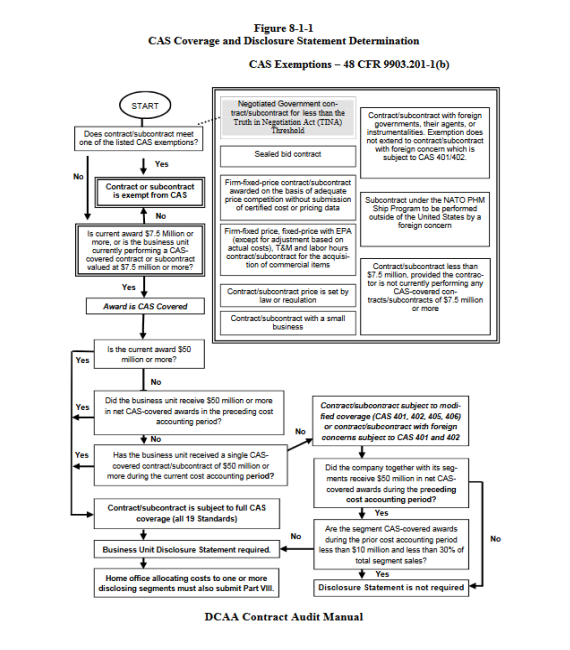 Figure 8-1-1
CAS Coverage and Disclosure Statement Determination
CAS Exemptions – 48 CFR 9903.201-1(b)
START
Does contract/subcontract meet
one of the listed CAS exemptions?
Yes
No
Contract or subcontract
is exempt from CAS
No
Is current award $7.5 Million or
more, or is the business unit
currently performing a CAS-
covered contract or subcontract
valued at $7.5 million or more?
Yes
Award is CAS Covered
Negotiated Government con-
tract/subcontract for less than the
Truth in Negotiation Act (TINA)
Threshold
Sealed bid contract
Firm-fixed-price contract/subcontract
awarded on the basis of adequate
price competition without submission
of certified cost or pricing data
Firm-fixed price, fixed-price with EPA
(except for adjustment based on
actual costs), T&M and labor hours
contract/subcontract for the acquisi-
tion of commercial items
Contract/subcontract price is set by
law or regulation
Contract/subcontract with a small
business
Contract/subcontract with foreign
governments, their agents, or
instrumentalities. Exemption does
not extend to contract/subcontract
with foreign concern which is
subject to CAS 401/402.
Subcontract under the NATO PHM
Ship Program to be performed
outside of the United States by a
foreign concern
Contract/subcontract less than
$7.5 million, provided the contrac-
tor is not currently performing any
CAS-covered con-
tracts/subcontracts of $7.5 million
or more
Is the current award $50
million or more?
Yes
No
Did the business unit receive $50 million or more
in net CAS-covered awards in the preceding cost
accounting period?
Yes
No
Has the business unit received a single CAS-
covered contract/subcontract of $50 million or
more during the current cost accounting period?
Yes
No
Contract/subcontract is subject to full CAS
coverage (all 19 Standards)
Business Unit Disclosure Statement required.
Home office allocating costs to one or more
disclosing segments must also submit Part VIII.
Contract/subcontract subject to modi-
fied coverage (CAS 401, 402, 405, 406)
or contract/subcontract with foreign
concerns subject to CAS 401 and 402
Did the company together with its seg-
ments receive $50 million in net CAS-
covered awards during the preceding
cost accounting period?
Yes
No
Are the segment CAS-covered awards
during the prior cost accounting period
less than $10 million and less than 30% of
total segment sales?
No
Yes
Disclosure Statement is not required
DCAA Contract Audit Manual